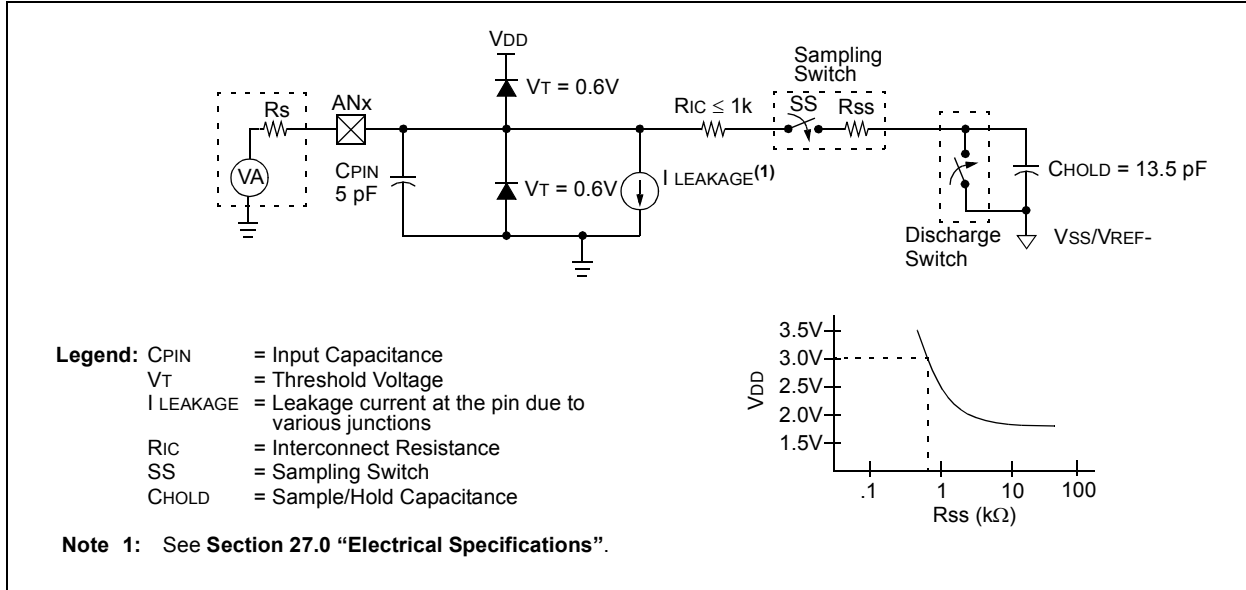 VDD
Sampling
Switch
VT = 0.6V
Rs
ANx
RIC ≤ 1k
SS
Rss
VA
CPIN
5 pF
VT = 0.6V
I LEAKAGE(1)
CHOLD = 13.5 pF
Discharge
Switch
VSS/VREF-
Legend: CPIN = Input Capacitance
VT = Threshold Voltage
I LEAKAGE = Leakage current at the pin due to
various junctions
RIC = Interconnect Resistance
SS = Sampling Switch
CHOLD = Sample/Hold Capacitance
VDD
3.5V
3.0V
2.5V
2.0V
1.5V
.1 1 10 100
Rss (kΩ)
Note 1: See Section 27.0 “Electrical Specifications”.